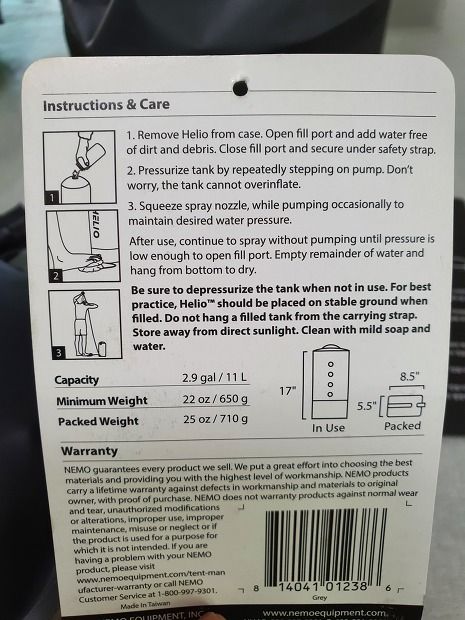 Instructions & Care
1. Remove Helio from case. Open fill port and add water free
of dirt and debris. Close fill port and secure under safety strap.
2. Pressurize tank by repeatedly stepping on pump. Don't
worry, the tank cannot overinflate.
3. Squeeze spray nozzle, while pumping occasionally to
maintain desired water pressure.
After use, continue to spray without pumping until pressure is
low enough to open fill port. Empty remainder of water and
hang from bottom to dry.
Be sure to depressurize the tank when not in use. For best
practice, Helio™ should be placed on stable ground when
filled. Do not hang a filled tank from the carrying strap.
Store away from direct sunlight. Clean with mild soap and
water.
1
HELIO
2
3
Capacity 2.9 gal / 11 L
Minimum Weight 22 oz / 650 g
Packed Weight 25 oz / 710 g
17"
In Use
8.5"
5.5"
Packed
Warranty
NEMO guarantees every product we sell. We put a great effort into choosing the best
materials and providing you with the highest level of workmanship. NEMO products
carry a lifetime warranty against defects in workmanship and materials to original
owner, with proof of purchase. NEMO does not warranty products against normal wear
and tear, unauthorized modifications
or alterations, improper use, improper
maintenance, misuse or neglect or if
the product is used for a purpose for
which it is not intended. If you are
having a problem with your NEMO
product, please visit
www.nemoequipment.com/tent-man
ufacturer-warranty or call NEMO
Customer Service at 1-800-997-9301.
Made In Taiwan
8 14041 01238 6
Grey
NEMO EQUIPMENT, INC.
www.nemoequipment.com